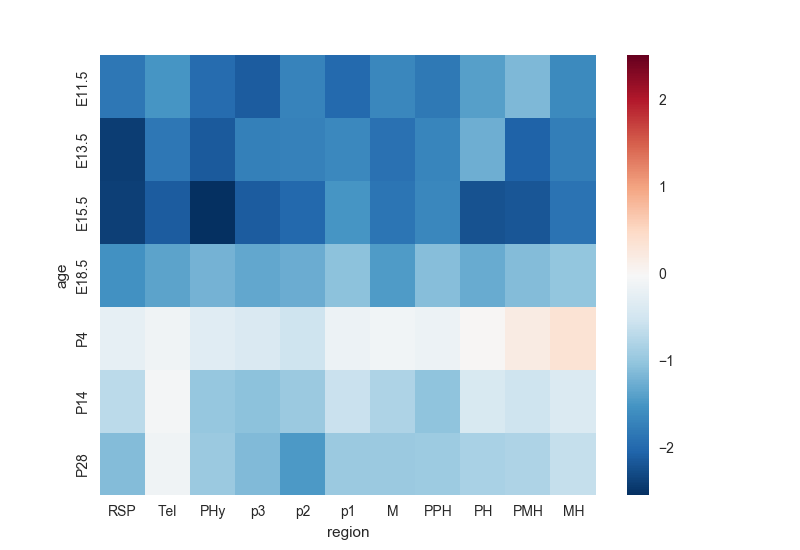 age
E11.5
E13.5
E15.5
E18.5
P4
P14
P28
RSP Tel PHy p3 p2 p1 M PPH PH PMH MH
region
2
1
0
−1
−2